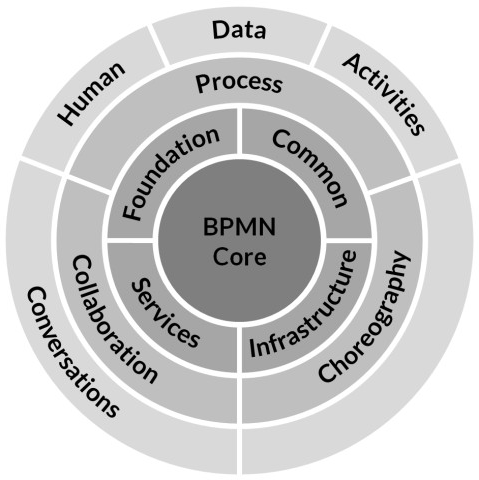 Data
Human
Activities
Process
Foundation
Common
BPMN
Core
Services
Infrastructure
Collaboration
Choreography
Conversations